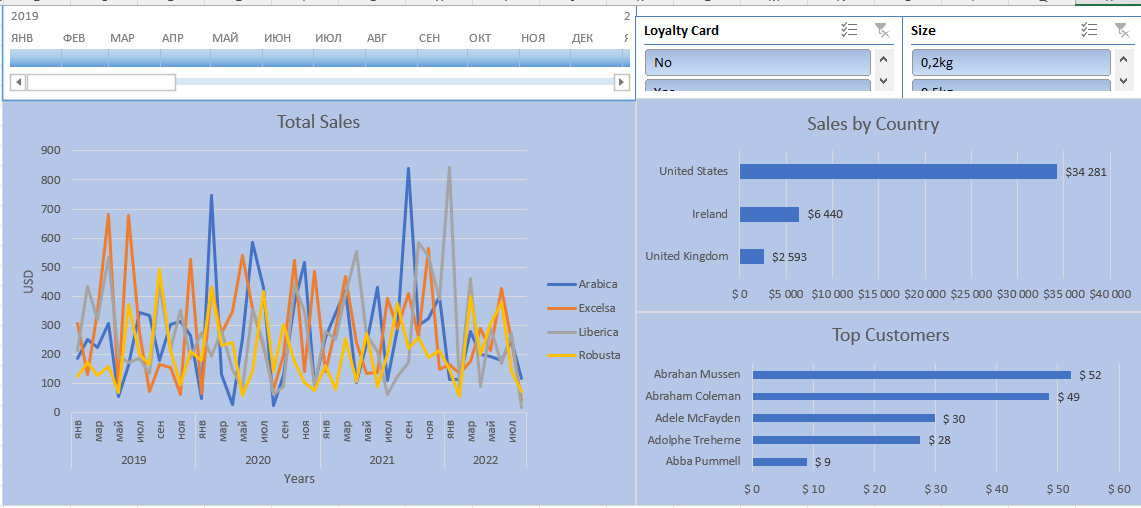 2019 2
ЯНВ ФЕВ МАР АПР МАЙ ИЮН ИЮЛ АВГ СЕН ОКТ НОЯ ДЕК
Loyalty Card
No
Yes
Size
0,2kg
0,5kg
Total Sales
900
800
700
600
500
400
300
200
100
0
USD
янв мар май июл сен ноя янв мар май июл сен ноя янв мар май июл сен ноя янв мар май июл
2019 2020 2021 2022
Years
Arabica
Excelsa
Liberica
Robusta
Sales by Country
United States $34 281
Ireland $6 440
United Kingdom $2 593
$ 0 $5 000 $10 000 $15 000 $20 000 $25 000 $30 000 $35 000 $40 000
Top Customers
Abrahan Mussen $ 52
Abraham Coleman $ 49
Adele McFayden $ 30
Adolphe Treherne $ 28
Abba Pummell $ 9
$ 0 $ 10 $ 20 $ 30 $ 40 $ 50 $ 60